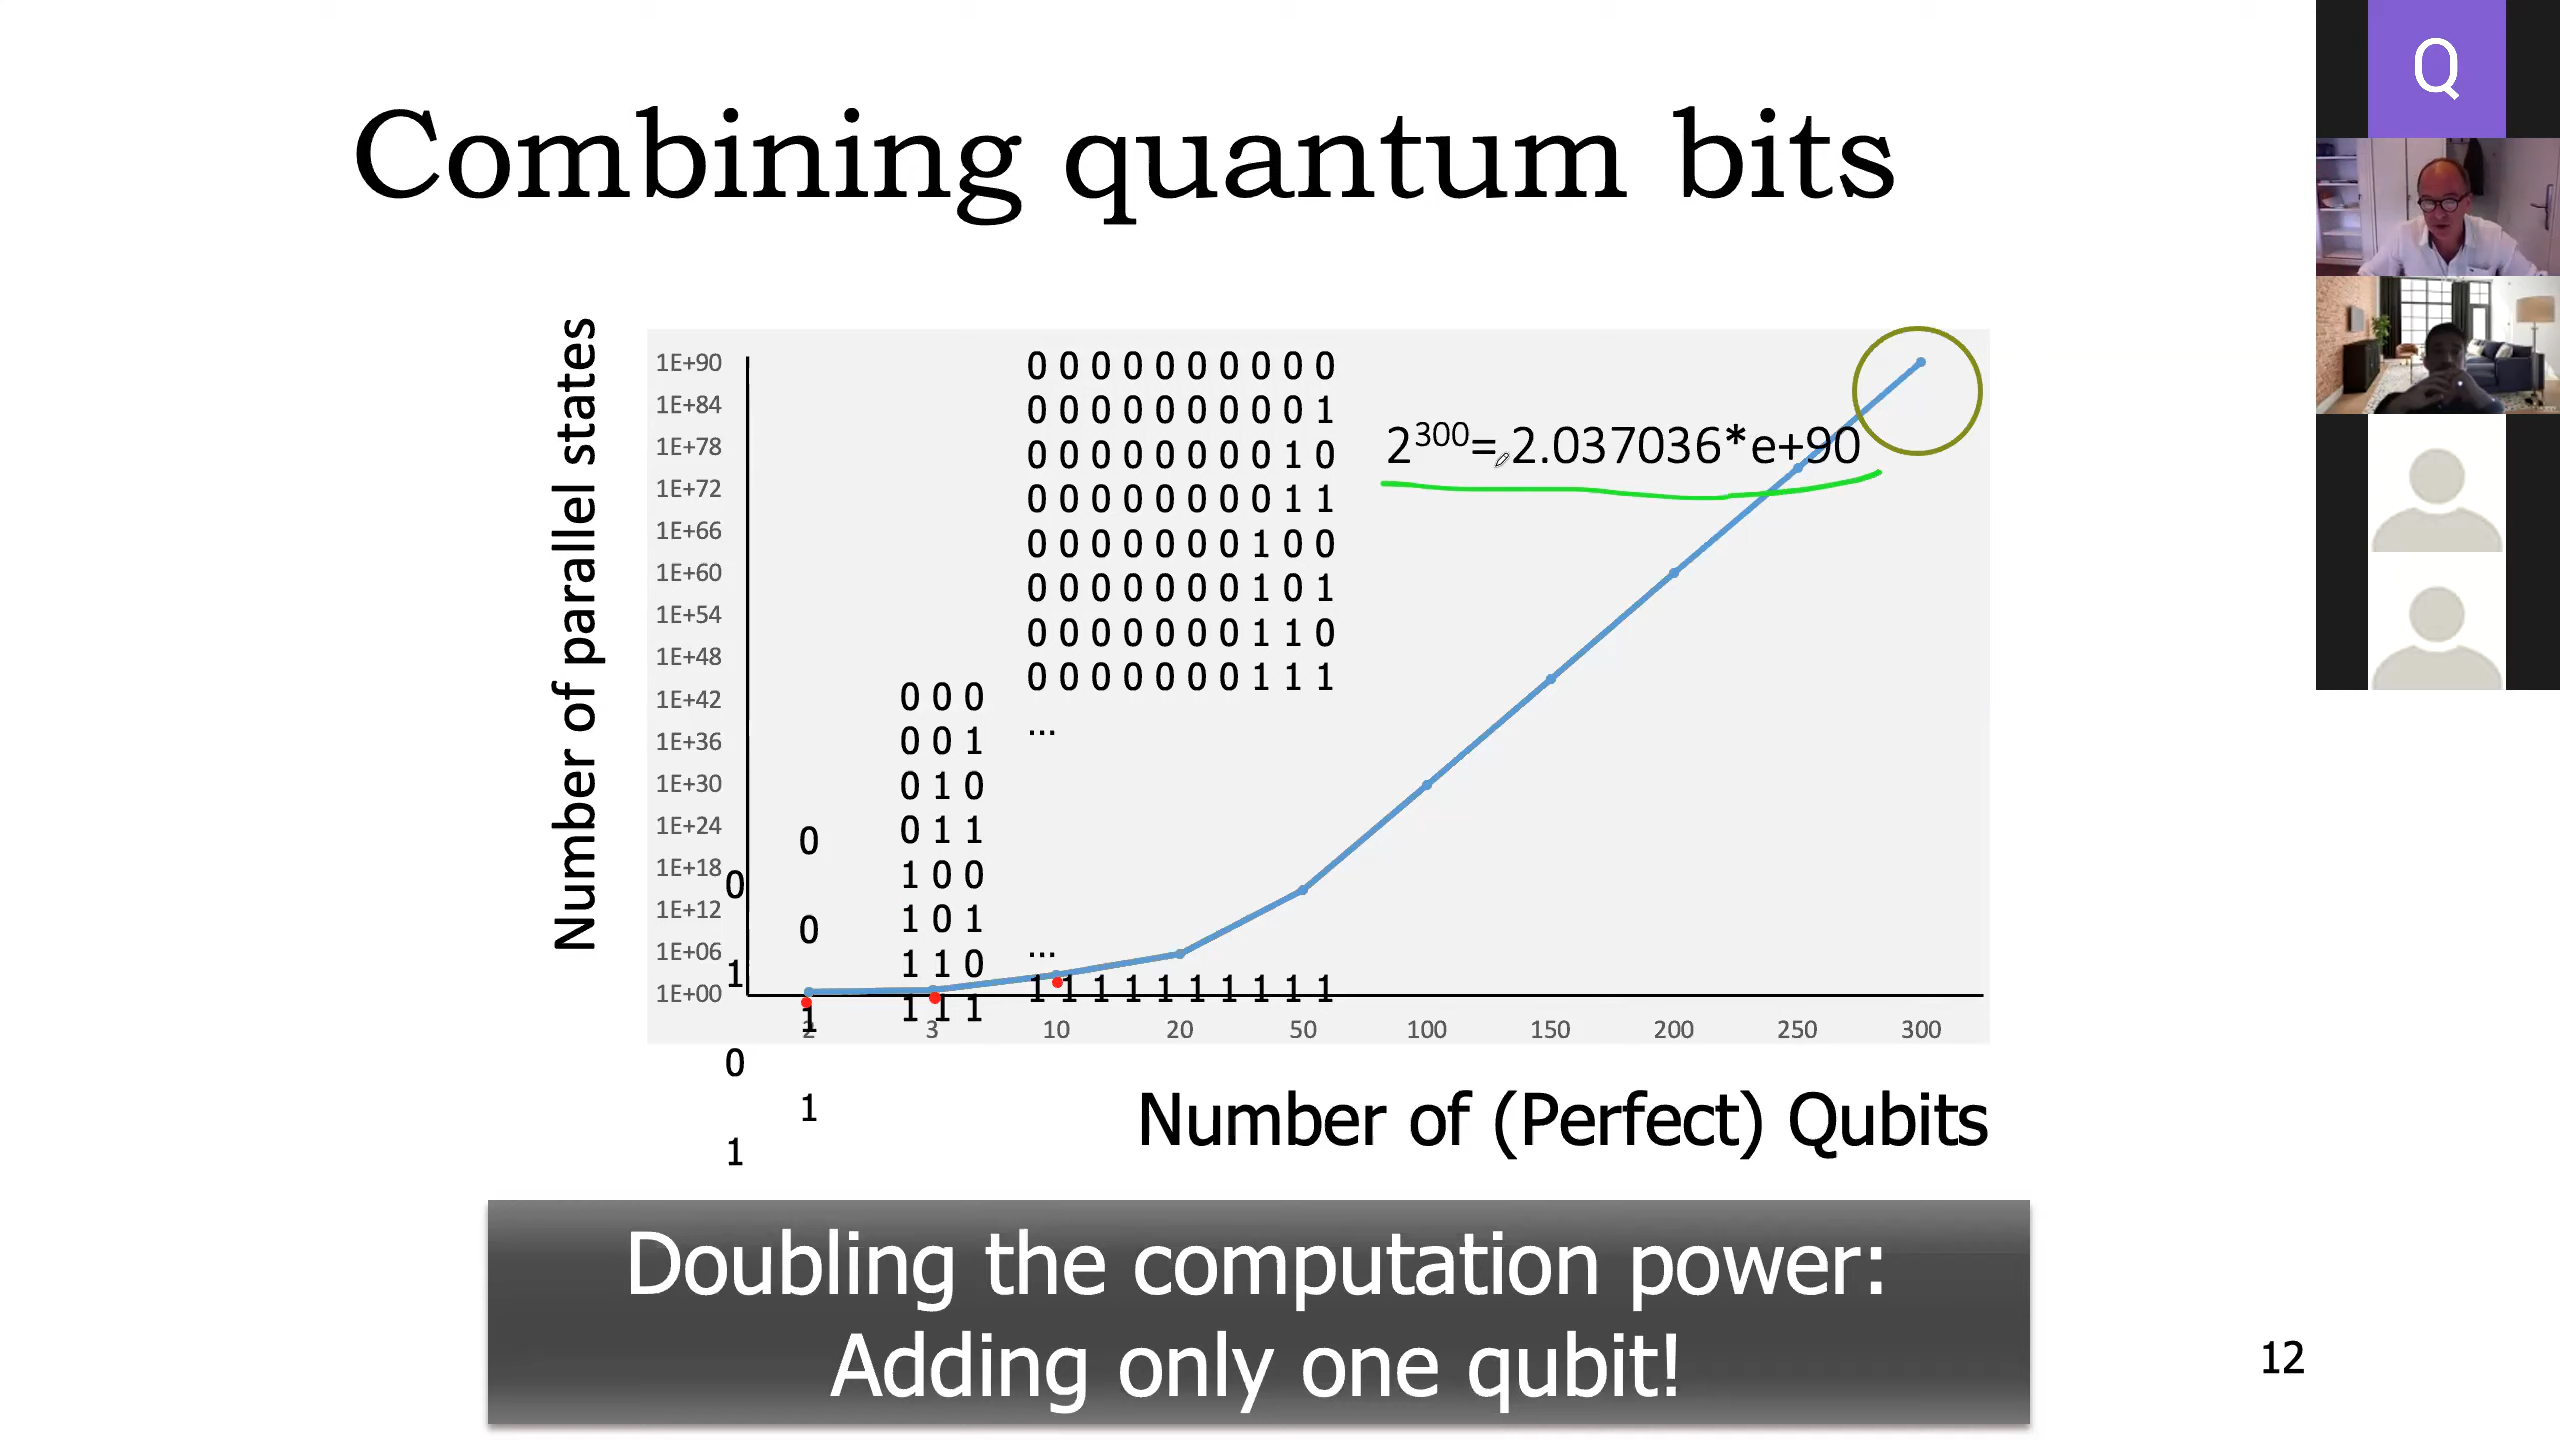 Q
Combining quantum bits
Number of parallel states
1E+90
1E+84
1E+78
1E+72
1E+66
1E+60
1E+54
1E+48
1E+42
1E+36
1E+30
1E+24
1E+18
1E+12
1E+06
1E+00
0
0
0
1
1
0
1
1
0 0 0
0 0 1
0 1 0
0 1 1
1 0 0
1 0 1
1 1 0
1 1 1
0 0 0 0 0 0 0 0 0 0
0 0 0 0 0 0 0 0 0 1
0 0 0 0 0 0 0 0 1 0
0 0 0 0 0 0 0 0 1 1
0 0 0 0 0 0 0 1 0 0
0 0 0 0 0 0 0 1 0 1
0 0 0 0 0 0 0 1 1 0
0 0 0 0 0 0 0 1 1 1
...
...
1 1 1 1 1 1 1 1 1 1
2³⁰⁰= 2.037036*e+90
2 3 10 20 50 100 150 200 250 300
Number of (Perfect) Qubits
Doubling the computation power:
Adding only one qubit!
12